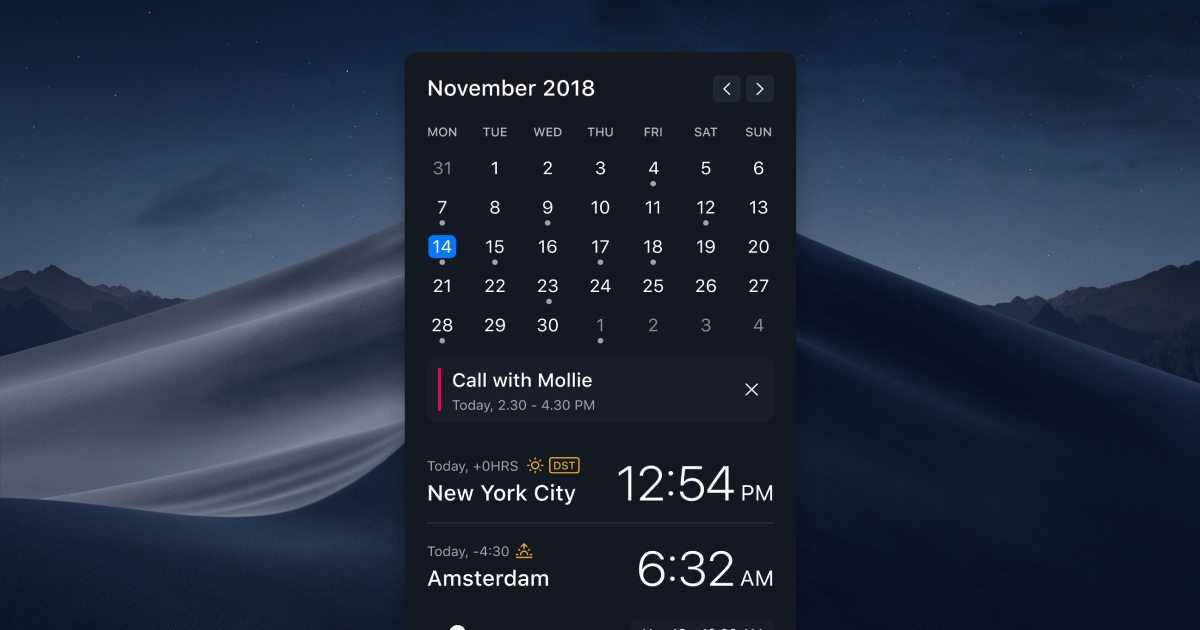 November 2018
MON TUE WED THU FRI SAT SUN
31 1 2 3 4 5 6
7 8 9 10 11 12 13
14 15 16 17 18 19 20
21 22 23 24 25 26 27
28 29 30 1 2 3 4
Call with Mollie
Today, 2.30 - 4.30 PM
Today, +0HRS DST
New York City 12:54 PM
Today, -4:30
Amsterdam 6:32 AM